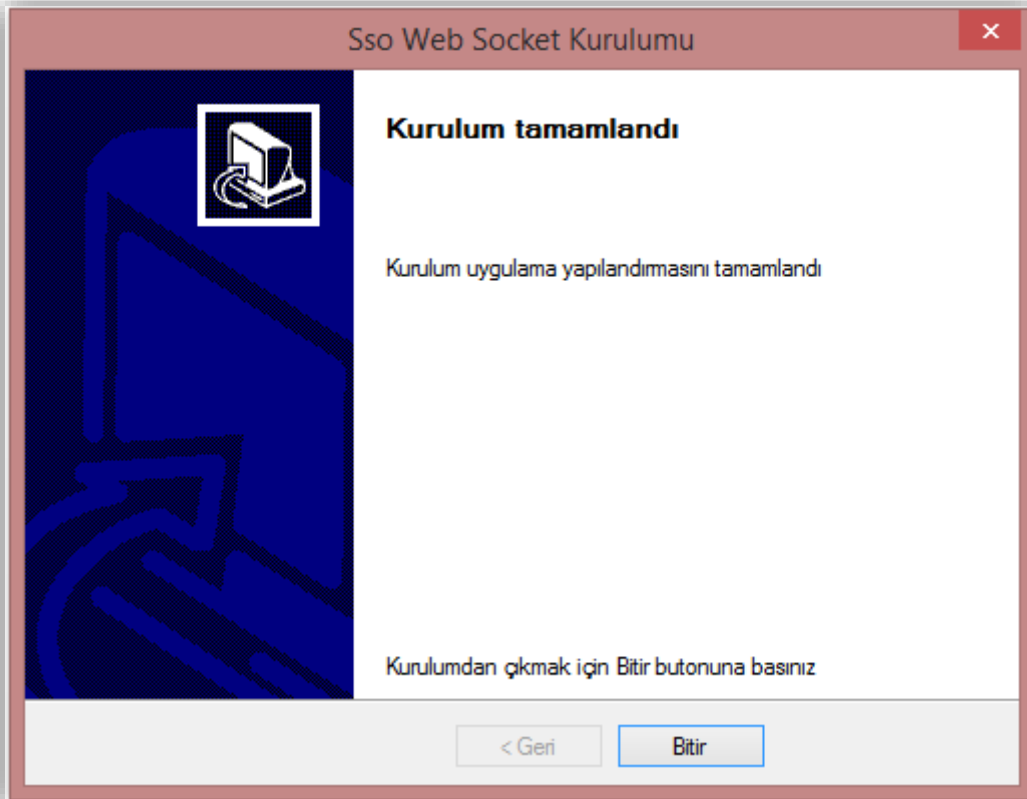 Sso Web Socket Kurulumu
Kurulum tamamlandı
Kurulum uygulama yapılandırmasını tamamlandı
Kurulumdan çıkmak için Bitir butonuna basınız
< Geri
Bitir